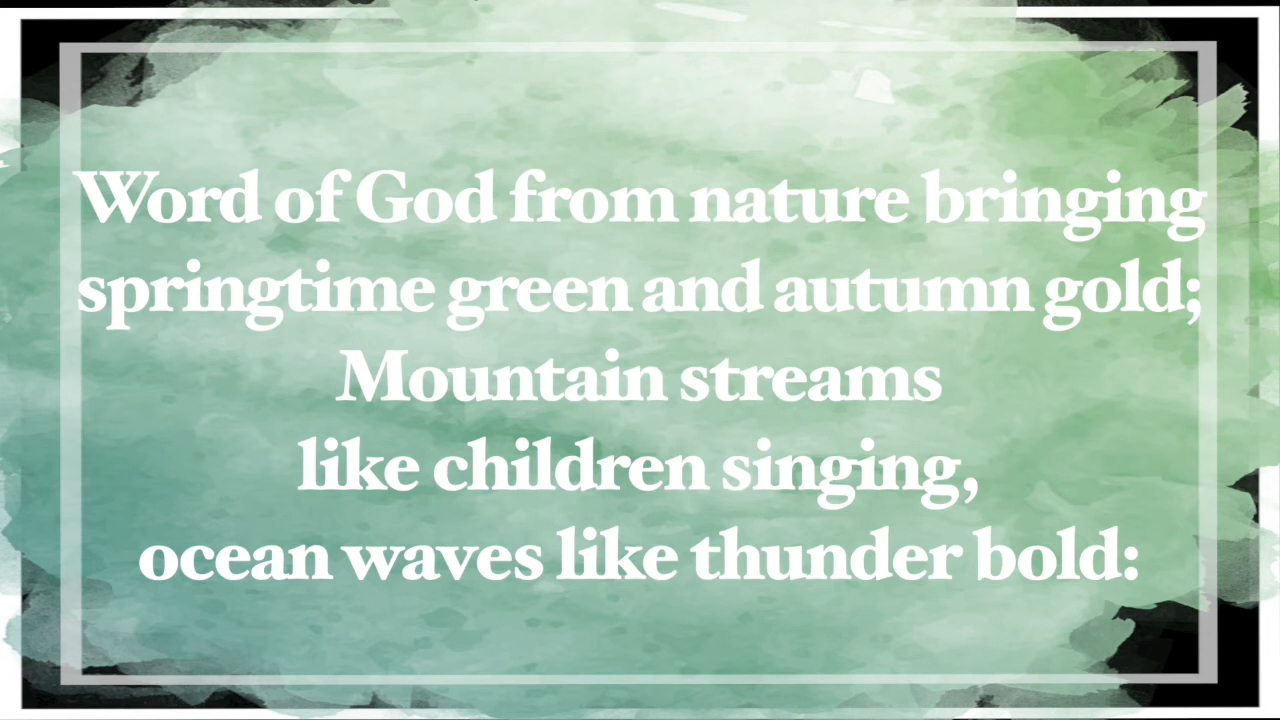 Word of God from nature bringing
springtime green and autumn gold;
Mountain streams
like children singing,
ocean waves like thunder bold: